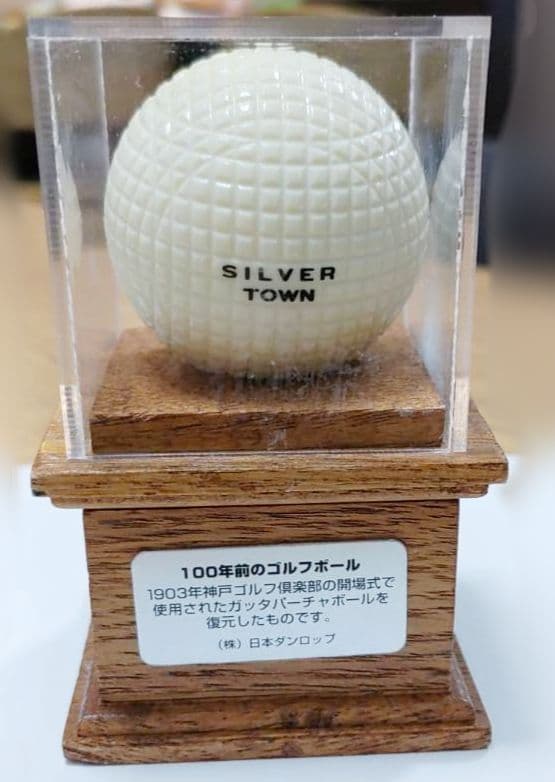 SILVER
TOWN
100年前のゴルフボール
1903年神戸ゴルフ倶楽部の開場式で
使用されたガッタパーチャボールを
復元したものです。
(株)日本ダンロップ